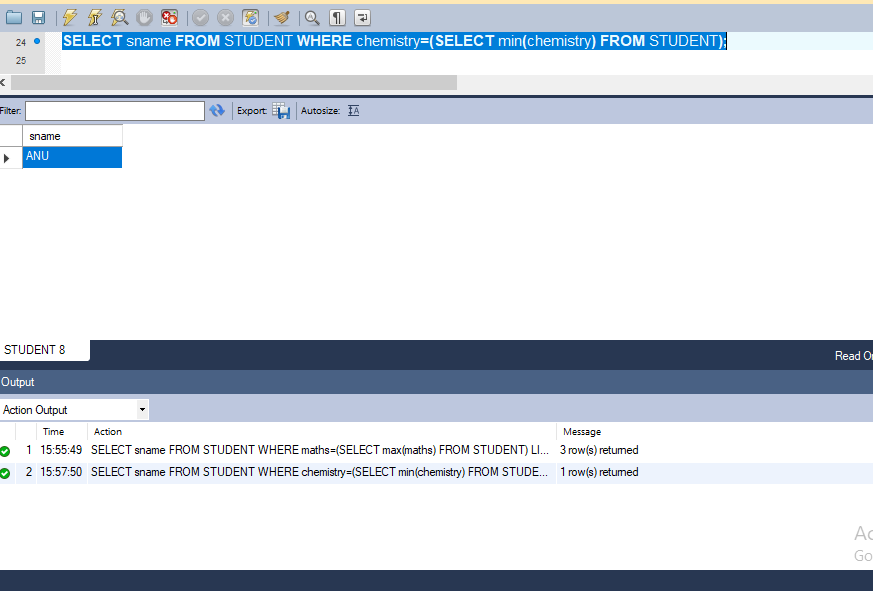 24 SELECT sname FROM STUDENT WHERE chemistry=(SELECT min(chemistry) FROM STUDENT);
25
Filter: Export: Autosize:
sname
ANU
STUDENT 8
Read On
Output
Action Output
Time Action Message
1 15:55:49 SELECT sname FROM STUDENT WHERE maths=(SELECT max(maths) FROM STUDENT) LI... 3 row(s) returned
2 15:57:50 SELECT sname FROM STUDENT WHERE chemistry=(SELECT min(chemistry) FROM STUDE... 1 row(s) returned
Ac
Go